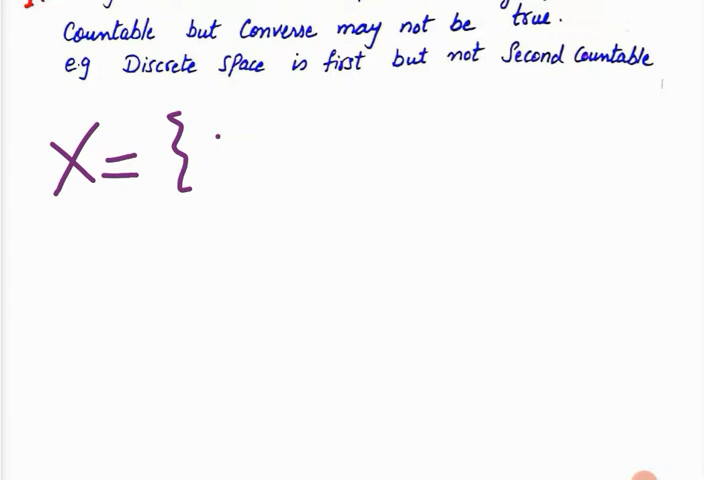 Countable but Converse may not be true.
e.g Discrete space is first but not Second Countable
X = {